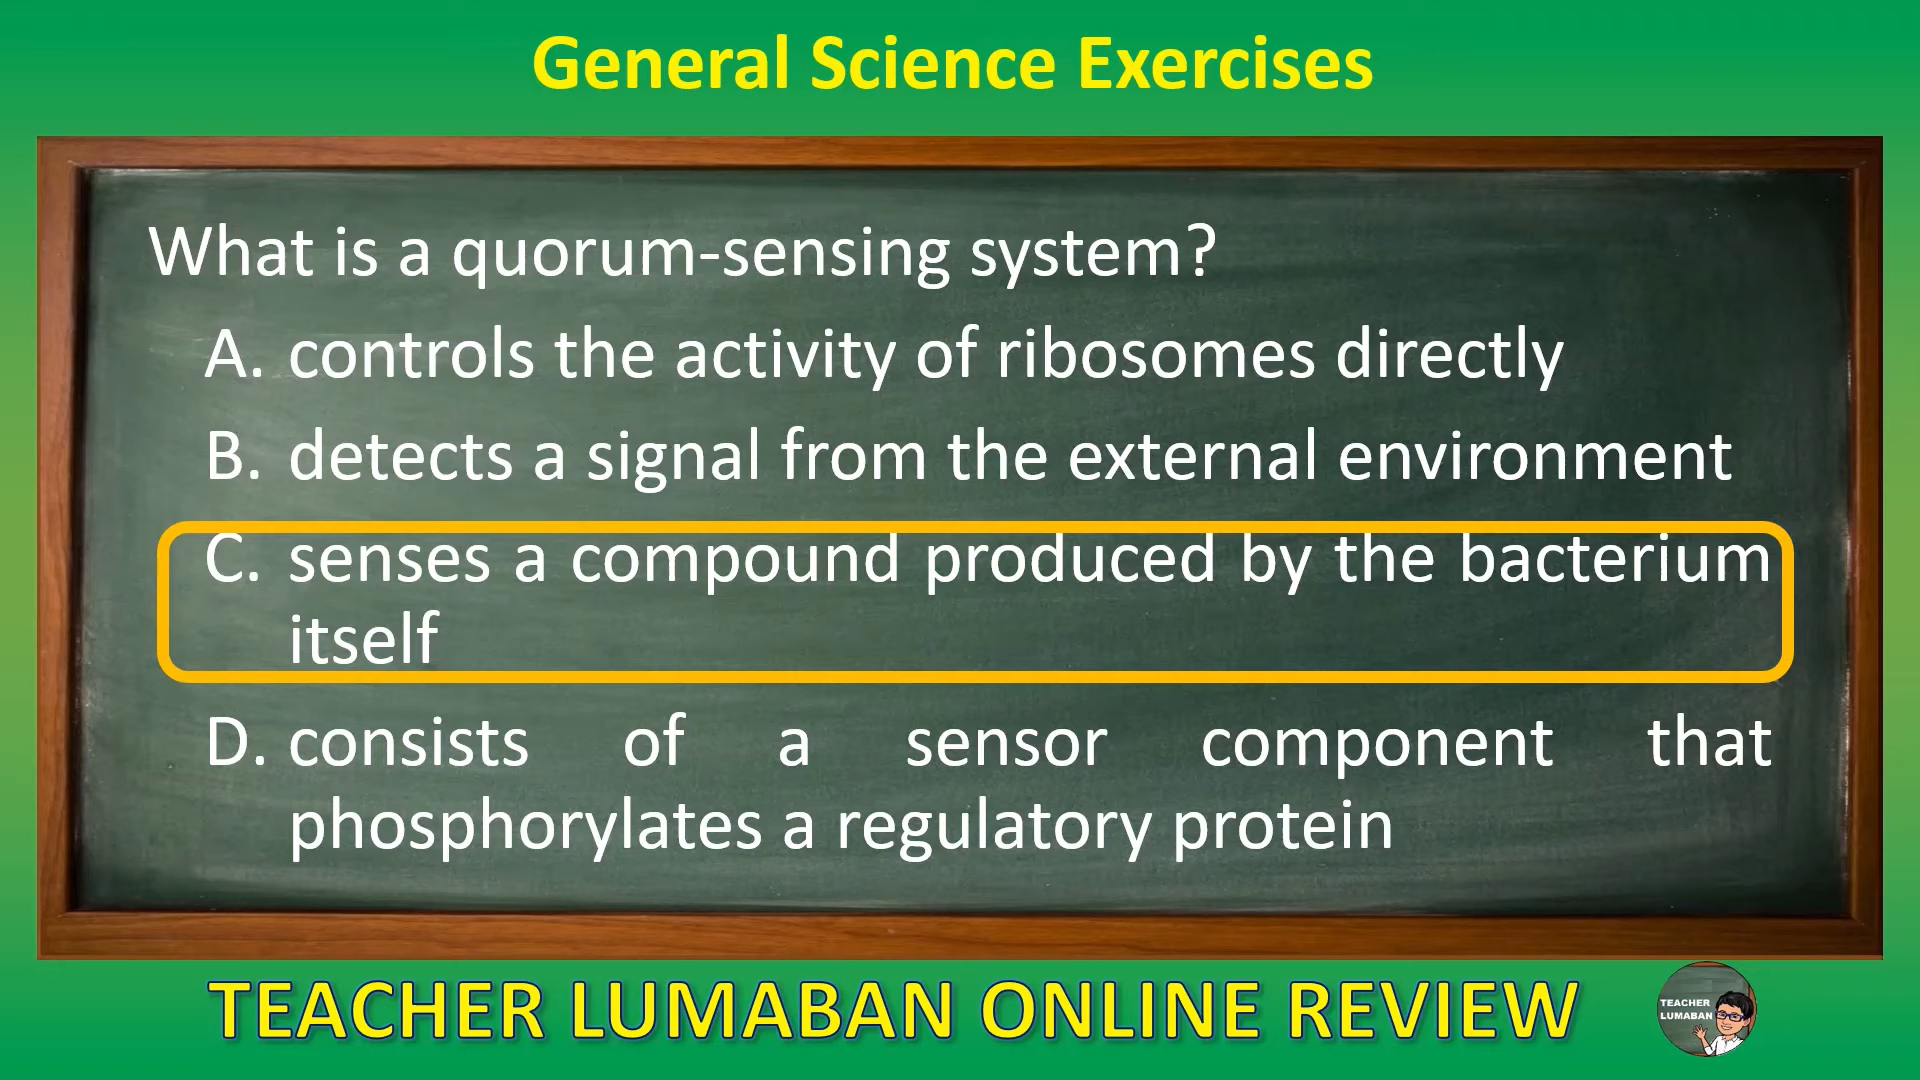 General Science Exercises
What is a quorum-sensing system?
A. controls the activity of ribosomes directly
B. detects a signal from the external environment
C. senses a compound produced by the bacterium
itself
D. consists of a sensor component that
phosphorylates a regulatory protein
TEACHER LUMABAN ONLINE REVIEW
TEACHER
LUMABAN